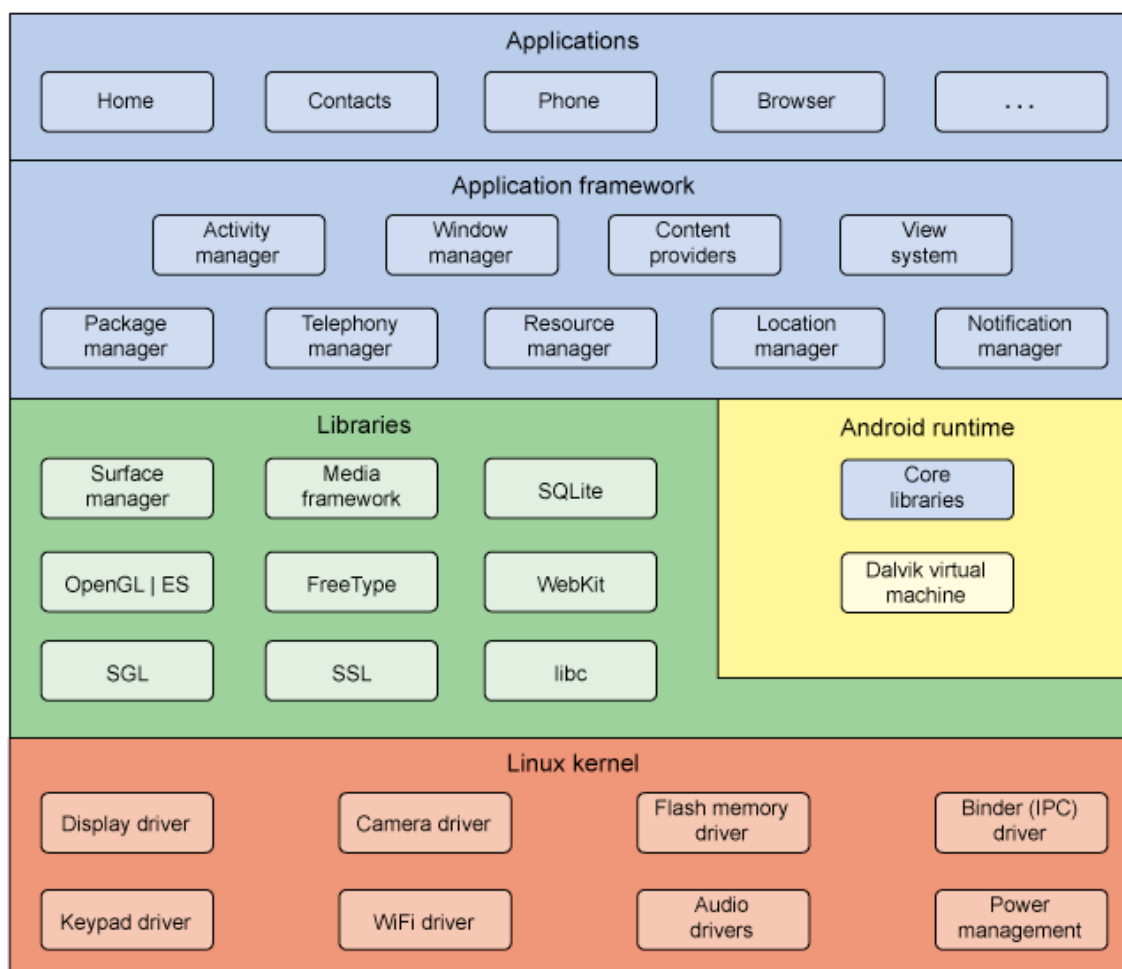 Applications
Home
Contacts
Phone
Browser
...
Application framework
Activity
manager
Window
manager
Content
providers
View
system
Package
manager
Telephony
manager
Resource
manager
Location
manager
Notification
manager
Libraries
Surface
manager
Media
framework
SQLite
OpenGL | ES
FreeType
WebKit
SGL
SSL
libc
Android runtime
Core
libraries
Dalvik virtual
machine
Linux kernel
Display driver
Camera driver
Flash memory
driver
Binder (IPC)
driver
Keypad driver
WiFi driver
Audio
drivers
Power
management